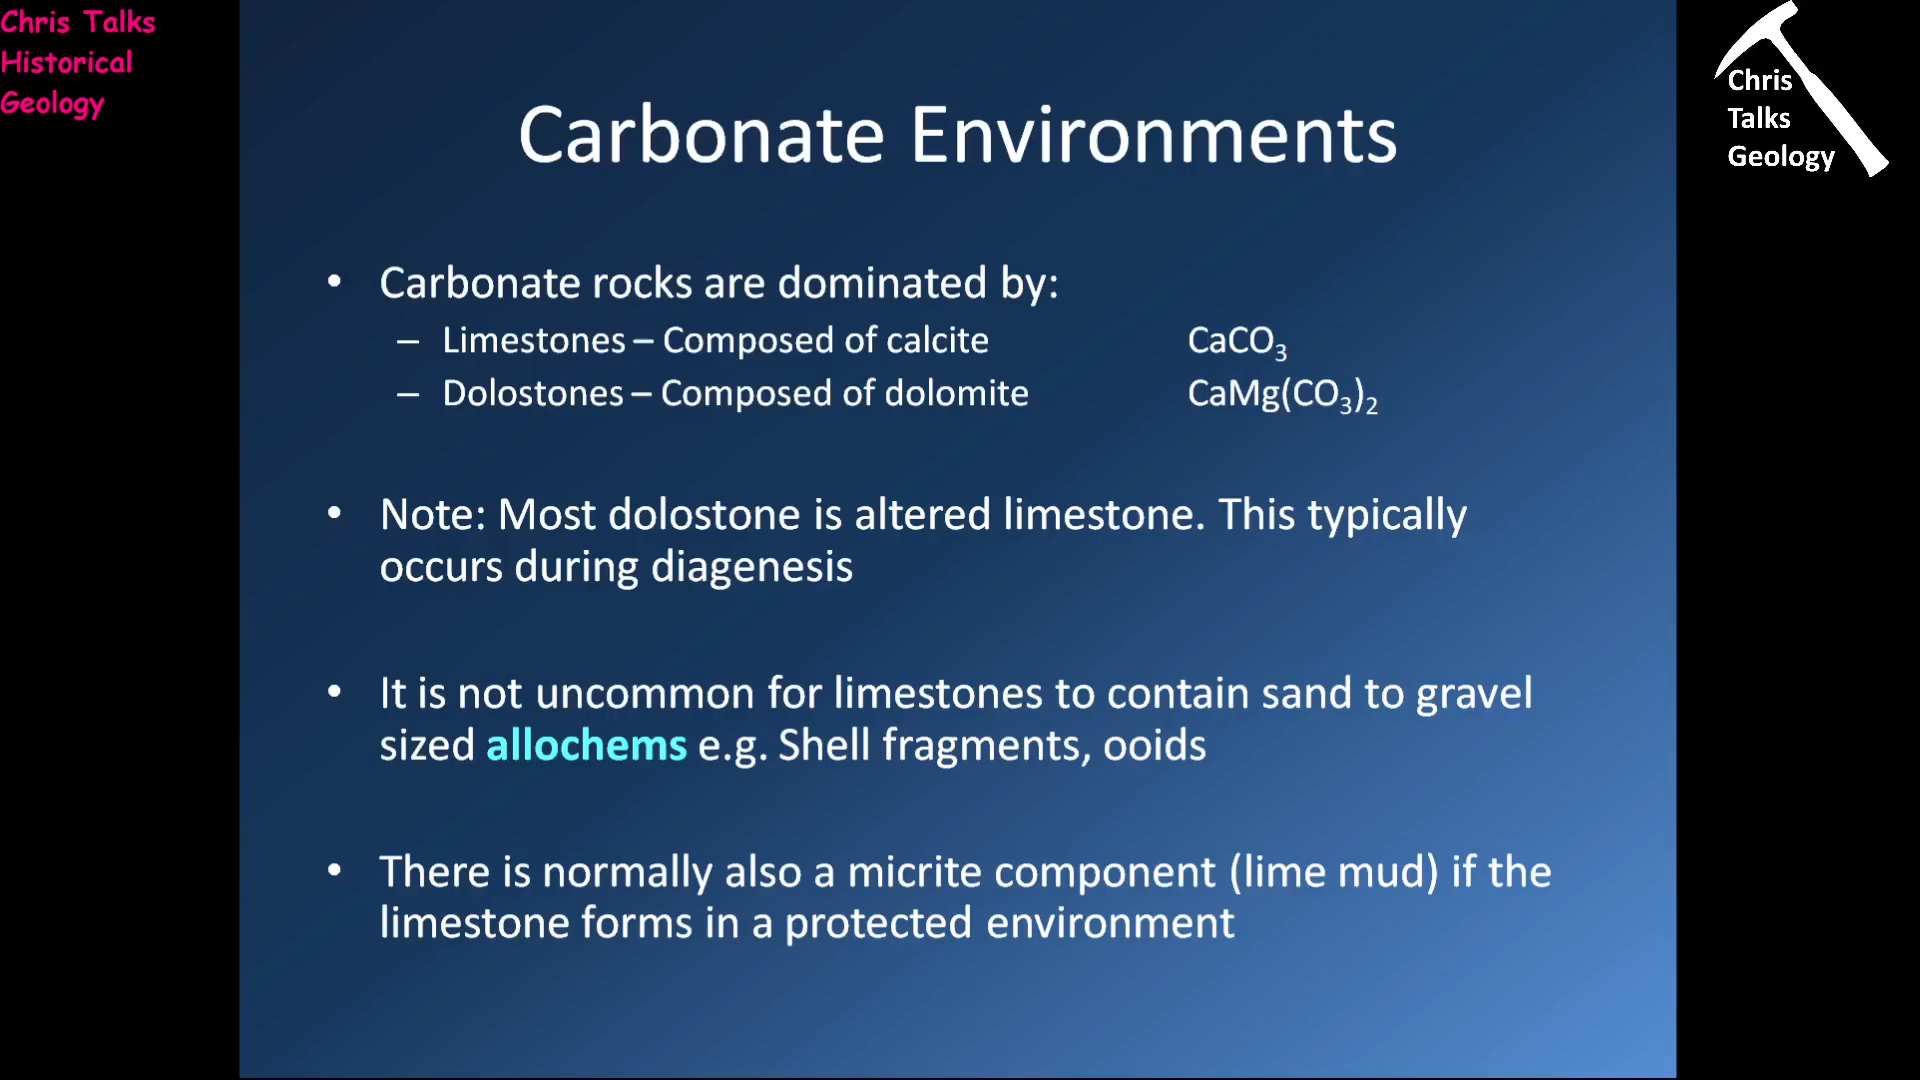 Chris Talks
Historical
Geology
Chris
Talks
Geology
Carbonate Environments
• Carbonate rocks are dominated by:
– Limestones – Composed of calcite CaCO₃
– Dolostones – Composed of dolomite CaMg(CO₃)₂
• Note: Most dolostone is altered limestone. This typically
occurs during diagenesis
• It is not uncommon for limestones to contain sand to gravel
sized allochems e.g. Shell fragments, ooids
• There is normally also a micrite component (lime mud) if the
limestone forms in a protected environment